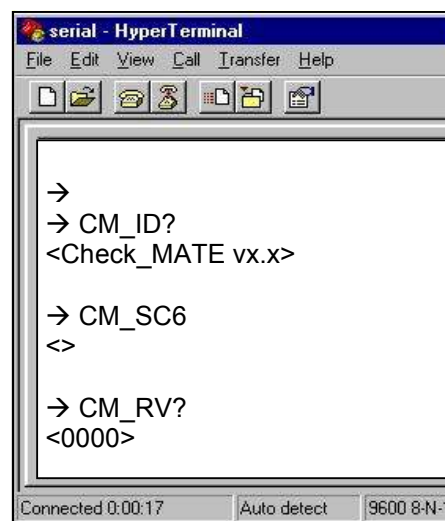 serial - HyperTerminal
File Edit View Call Transfer Help
→
→ CM_ID?
<Check_MATE vx.x>
→ CM_SC6
<>
→ CM_RV?
<0000>
Connected 0:00:17 Auto detect 9600 8-N-